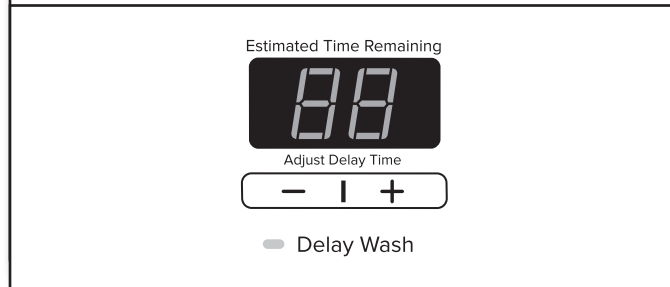 Estimated Time Remaining
88
Adjust Delay Time
− | +
Delay Wash